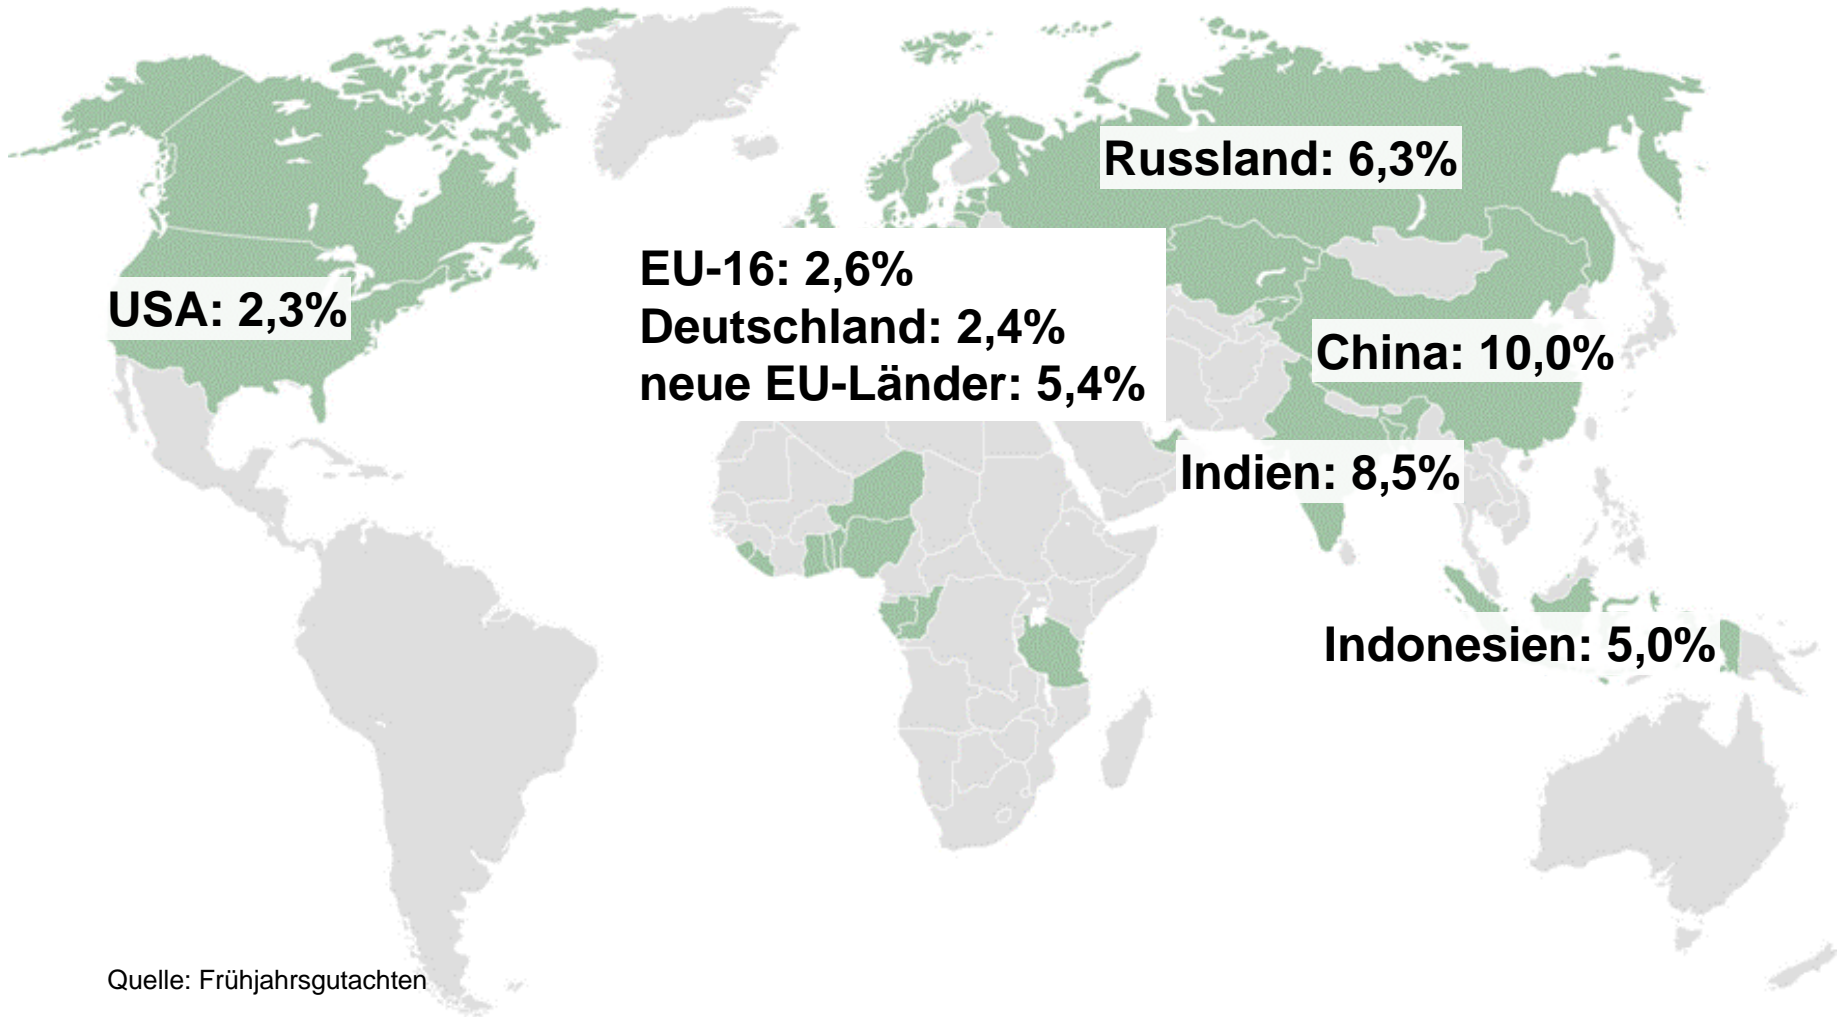 Russland: 6,3%
EU-16: 2,6%
Deutschland: 2,4%
neue EU-Länder: 5,4%
USA: 2,3%
China: 10,0%
Indien: 8,5%
Indonesien: 5,0%
Quelle: Frühjahrsgutachten